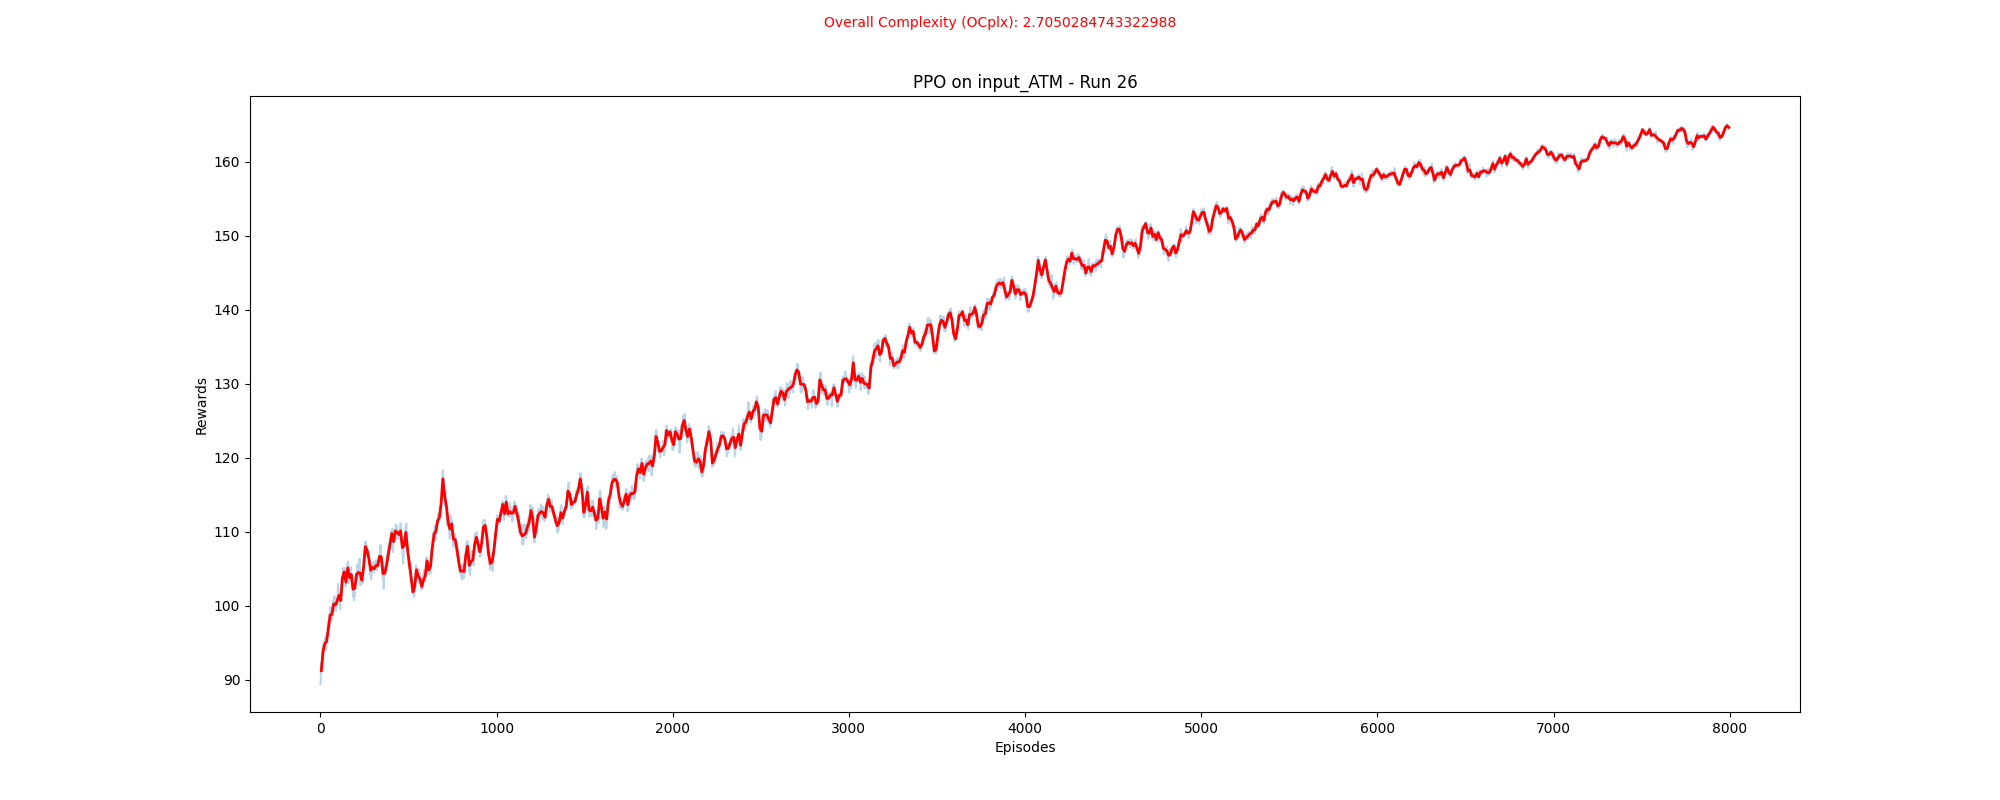 Overall Complexity (OCplx): 2.7050284743322988
PPO on input_ATM - Run 26
160
150
140
130
120
110
100
90
Rewards
0 1000 2000 3000 4000 5000 6000 7000 8000
Episodes